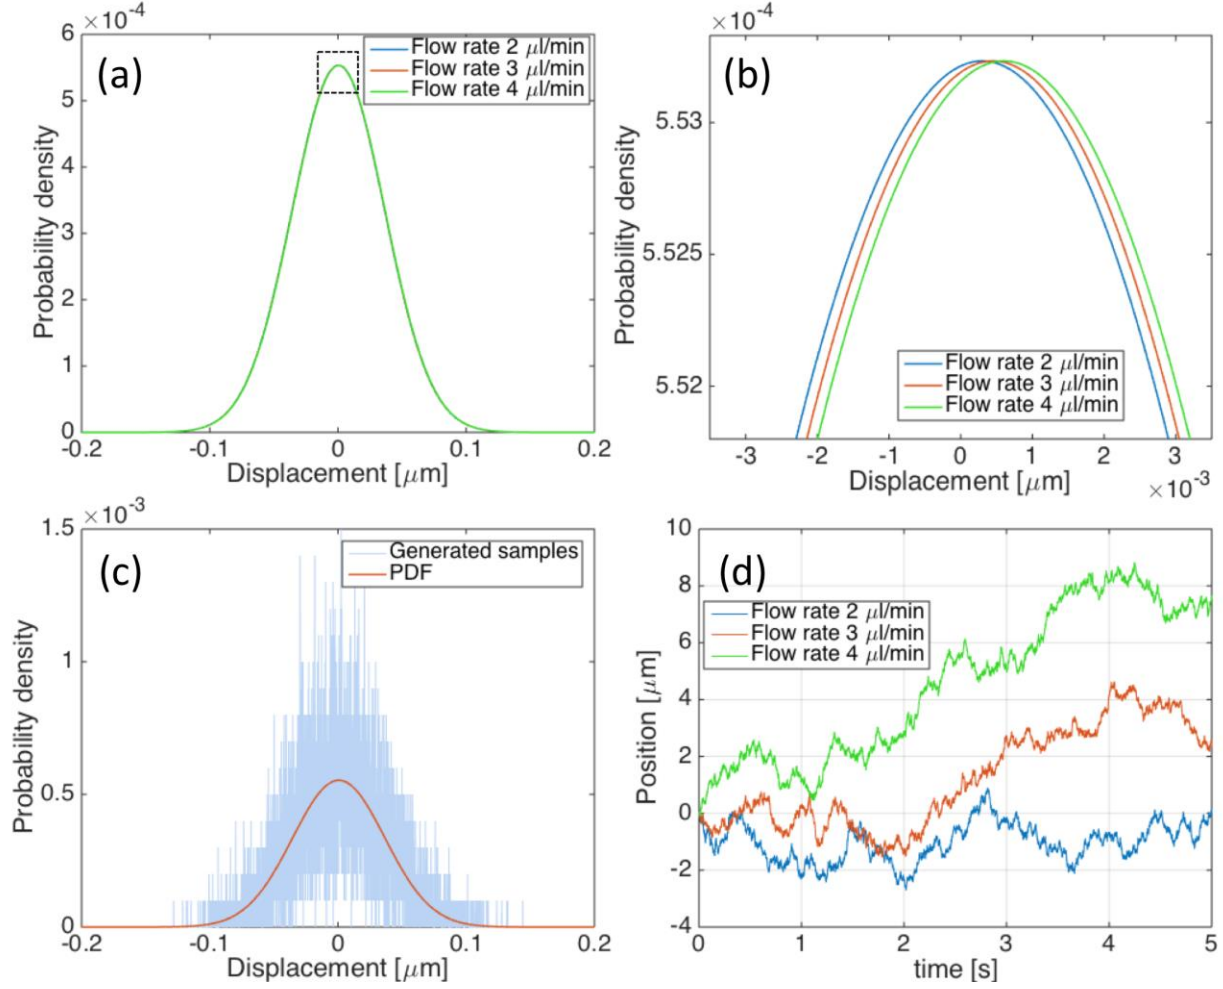 (a)
×10⁻⁴
6
5
4
3
2
1
0
Probability density
Flow rate 2 μl/min
Flow rate 3 μl/min
Flow rate 4 μl/min
-0.2 -0.1 0 0.1 0.2
Displacement [μm]
(b)
×10⁻⁴
5.53
5.525
5.52
Probability density
Flow rate 2 μl/min
Flow rate 3 μl/min
Flow rate 4 μl/min
-3 -2 -1 0 1 2 3
Displacement [μm]
×10⁻³
(c)
×10⁻³
1.5
1
0.5
0
Probability density
Generated samples
PDF
-0.2 -0.1 0 0.1 0.2
Displacement [μm]
(d)
10
8
6
4
2
0
-2
-4
Position [μm]
Flow rate 2 μl/min
Flow rate 3 μl/min
Flow rate 4 μl/min
0 1 2 3 4 5
time [s]